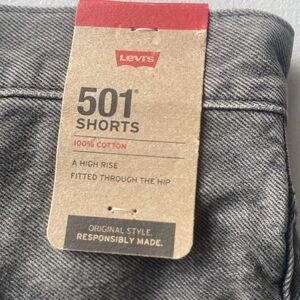 Levi's
501®
SHORTS
100% COTTON
A HIGH RISE
FITTED THROUGH THE HIP
ORIGINAL STYLE.
RESPONSIBLY MADE.